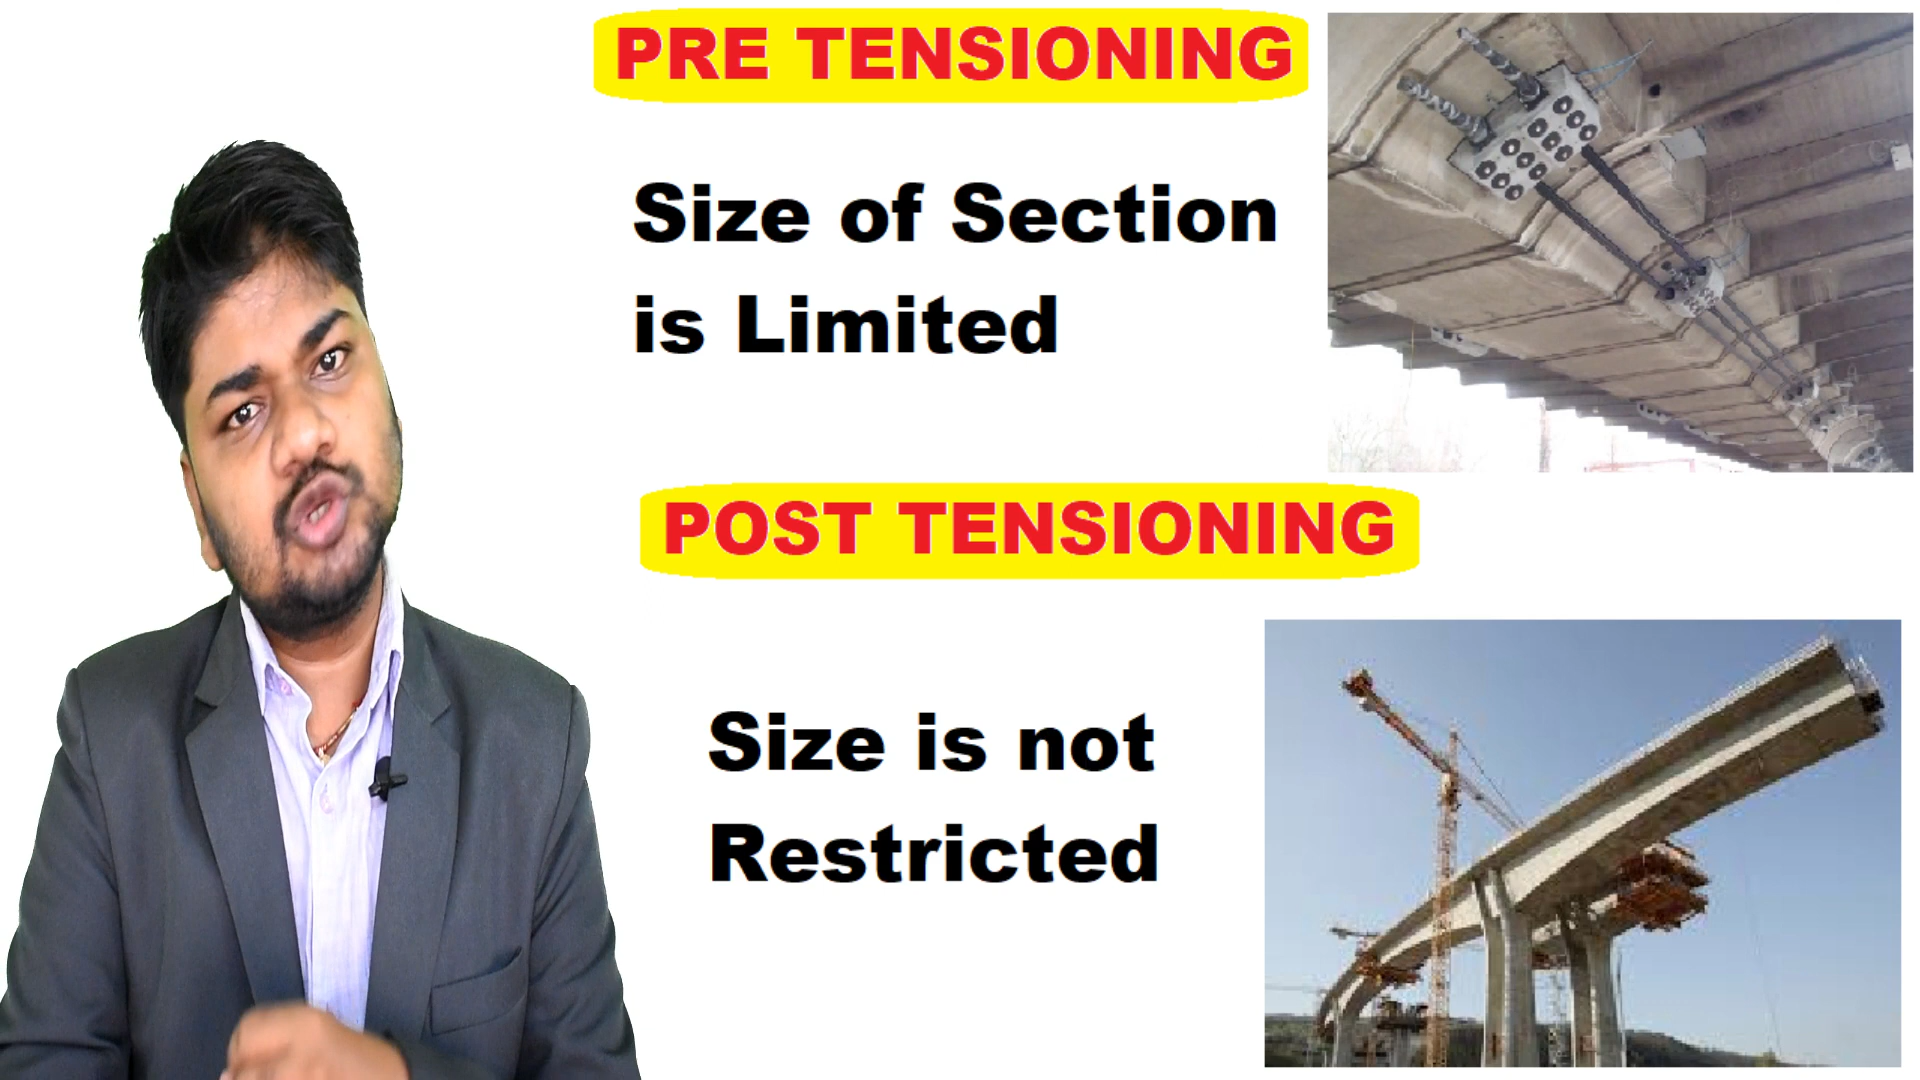 PRE TENSIONING
Size of Section
is Limited
POST TENSIONING
Size is not
Restricted